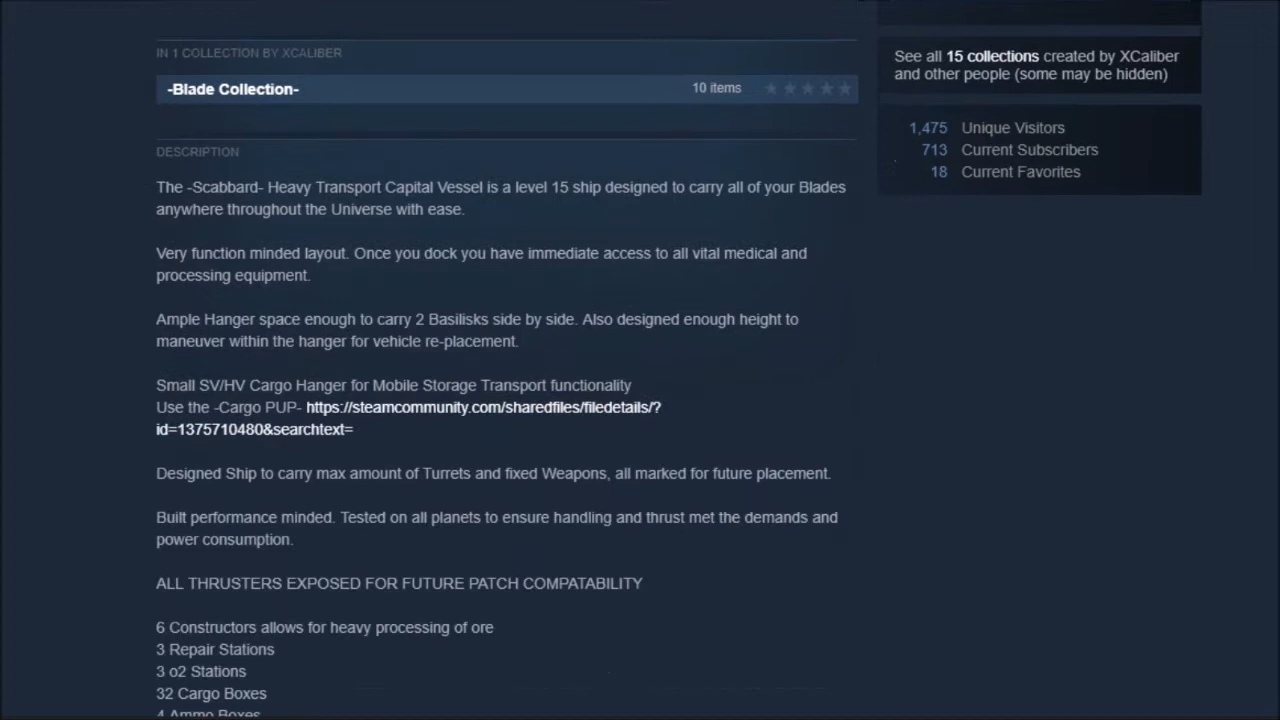 IN 1 COLLECTION BY XCALIBER
-Blade Collection-
10 items
DESCRIPTION
The -Scabbard- Heavy Transport Capital Vessel is a level 15 ship designed to carry all of your Blades
anywhere throughout the Universe with ease.
Very function minded layout. Once you dock you have immediate access to all vital medical and
processing equipment.
Ample Hanger space enough to carry 2 Basilisks side by side. Also designed enough height to
maneuver within the hanger for vehicle re-placement.
Small SV/HV Cargo Hanger for Mobile Storage Transport functionality
Use the -Cargo PUP- https://steamcommunity.com/sharedfiles/filedetails/?
id=1375710480&searchtext=
Designed Ship to carry max amount of Turrets and fixed Weapons, all marked for future placement.
Built performance minded. Tested on all planets to ensure handling and thrust met the demands and
power consumption.
ALL THRUSTERS EXPOSED FOR FUTURE PATCH COMPATABILITY
6 Constructors allows for heavy processing of ore
3 Repair Stations
3 o2 Stations
32 Cargo Boxes
4 Ammo Boxes
See all 15 collections created by XCaliber
and other people (some may be hidden)
1,475 Unique Visitors
713 Current Subscribers
18 Current Favorites